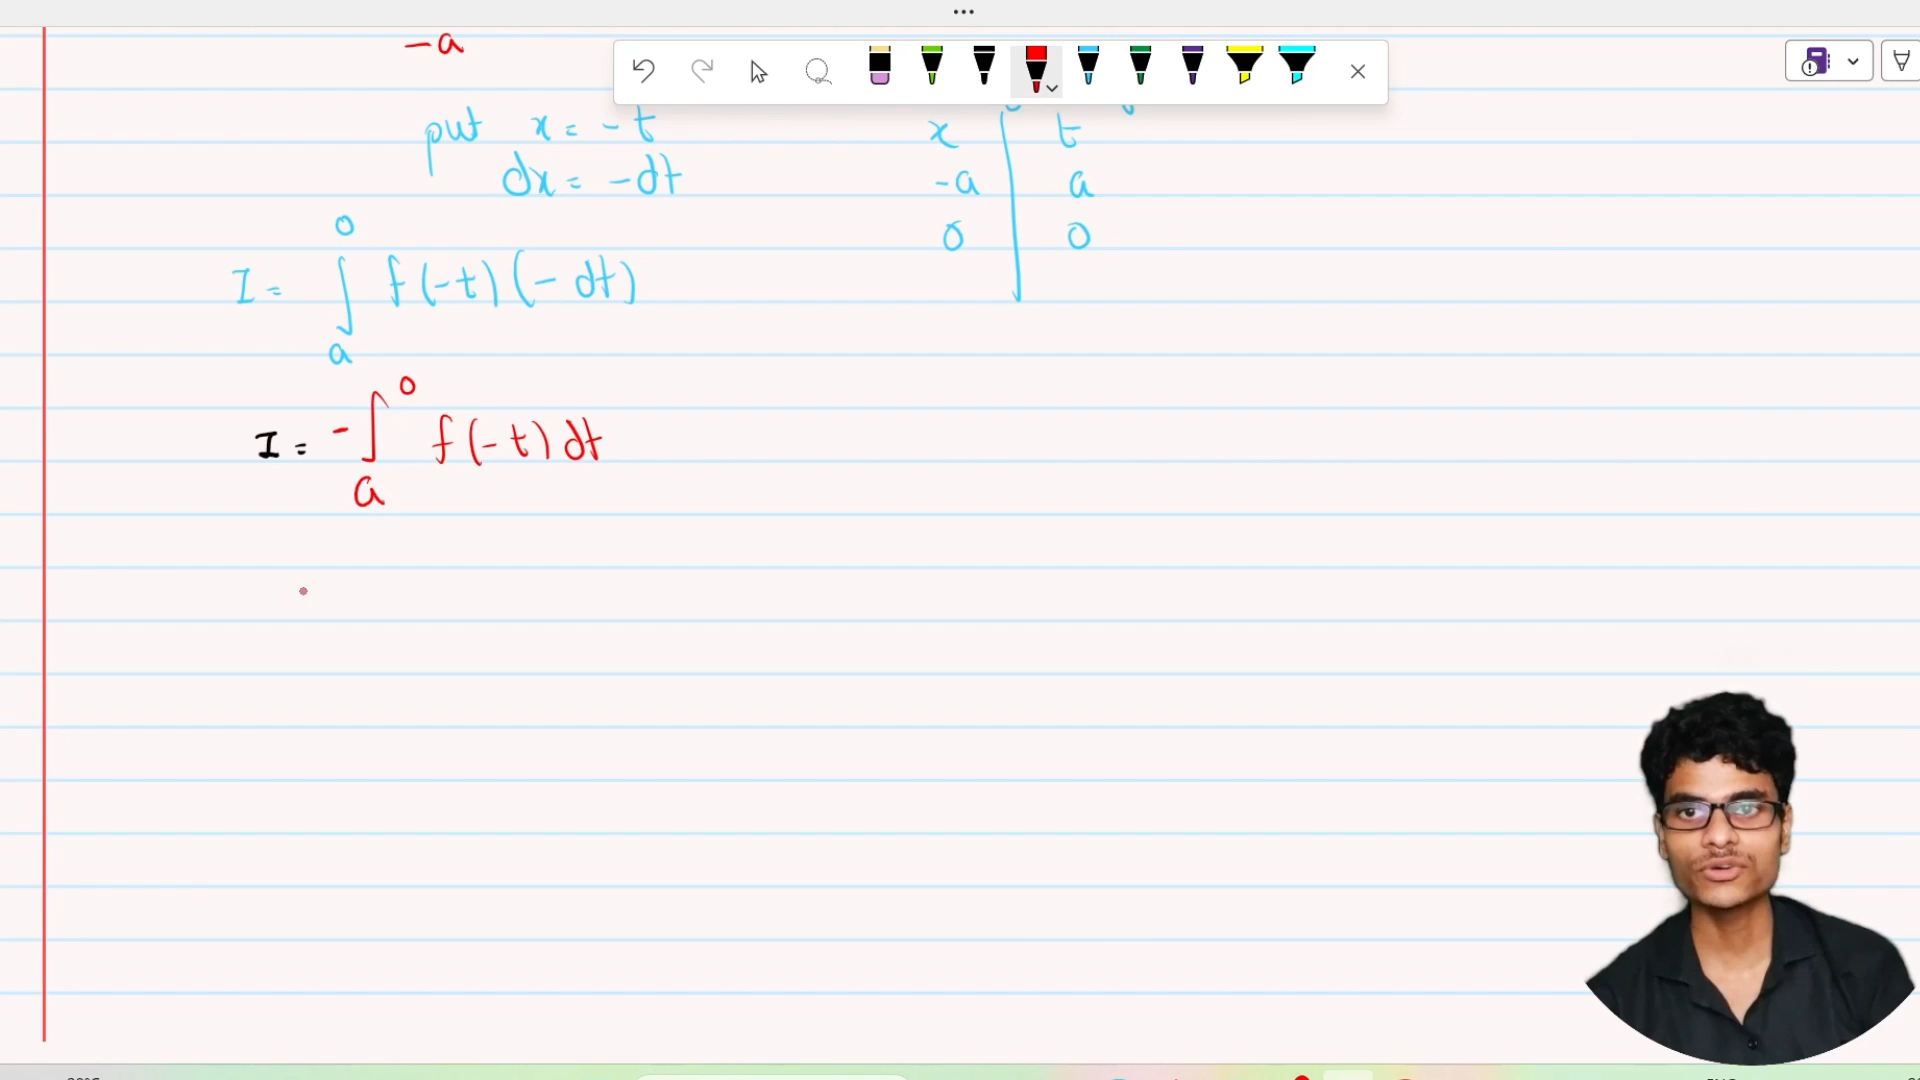 -a
put x = -t
dx = -dt
x t
-a a
0 0
I = ∫ₐ⁰ f(-t) (-dt)
I = -∫ₐ⁰ f(-t) dt